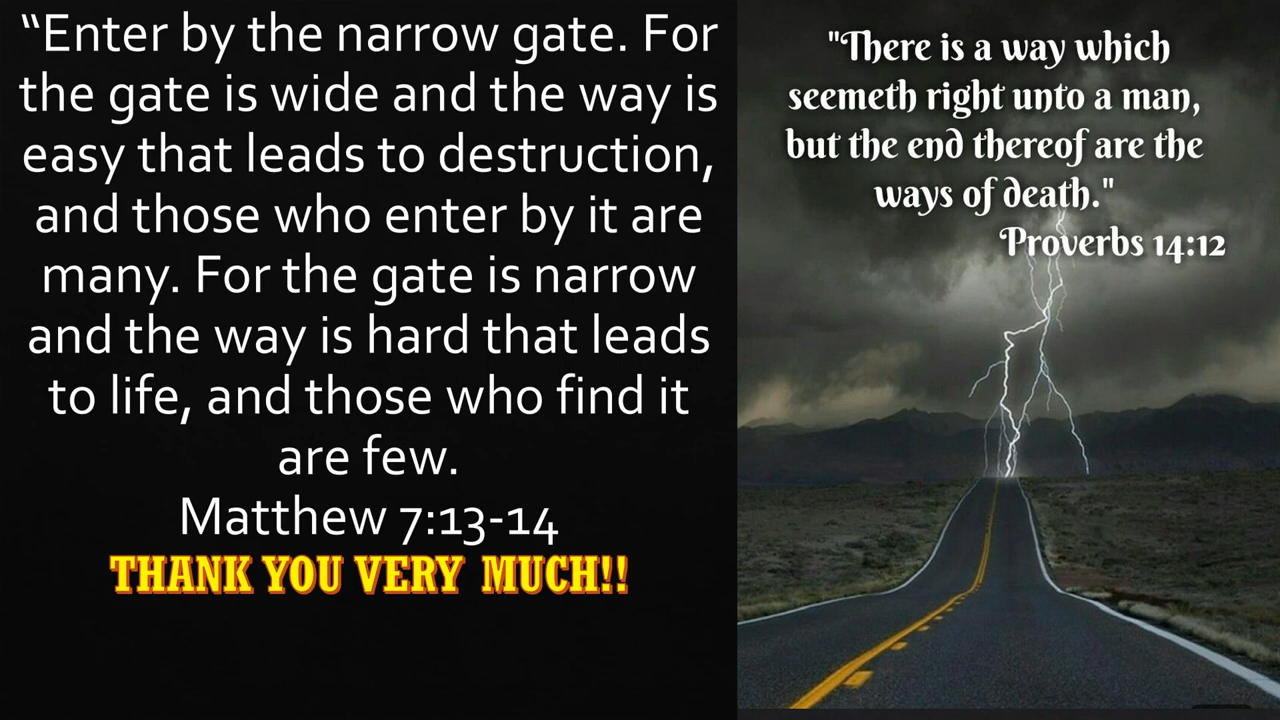 “Enter by the narrow gate. For
the gate is wide and the way is
easy that leads to destruction,
and those who enter by it are
many. For the gate is narrow
and the way is hard that leads
to life, and those who find it
are few.
Matthew 7:13-14
THANK YOU VERY MUCH!!
"There is a way which
seemeth right unto a man,
but the end thereof are the
ways of death."
Proverbs 14:12